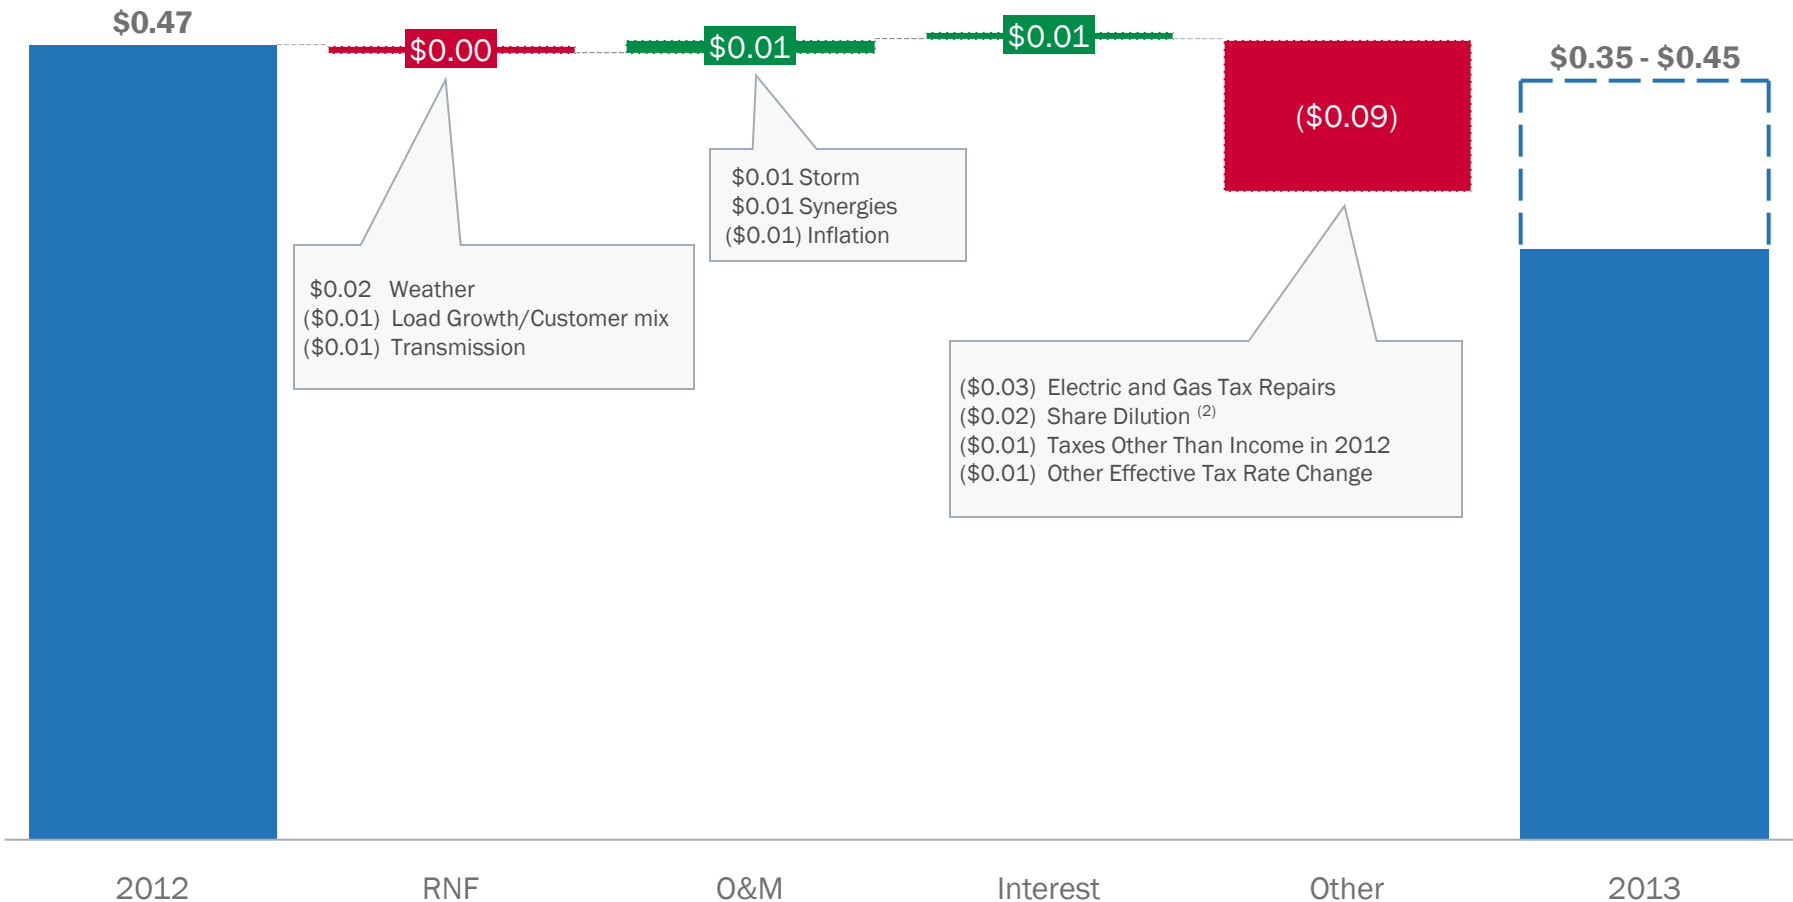 $0.47
$0.00
$0.01
$0.01
($0.09)
$0.35 - $0.45
$0.02 Weather
($0.01) Load Growth/Customer mix
($0.01) Transmission
$0.01 Storm
$0.01 Synergies
($0.01) Inflation
($0.03) Electric and Gas Tax Repairs
($0.02) Share Dilution (2)
($0.01) Taxes Other Than Income in 2012
($0.01) Other Effective Tax Rate Change
2012
RNF
O&M
Interest
Other
2013